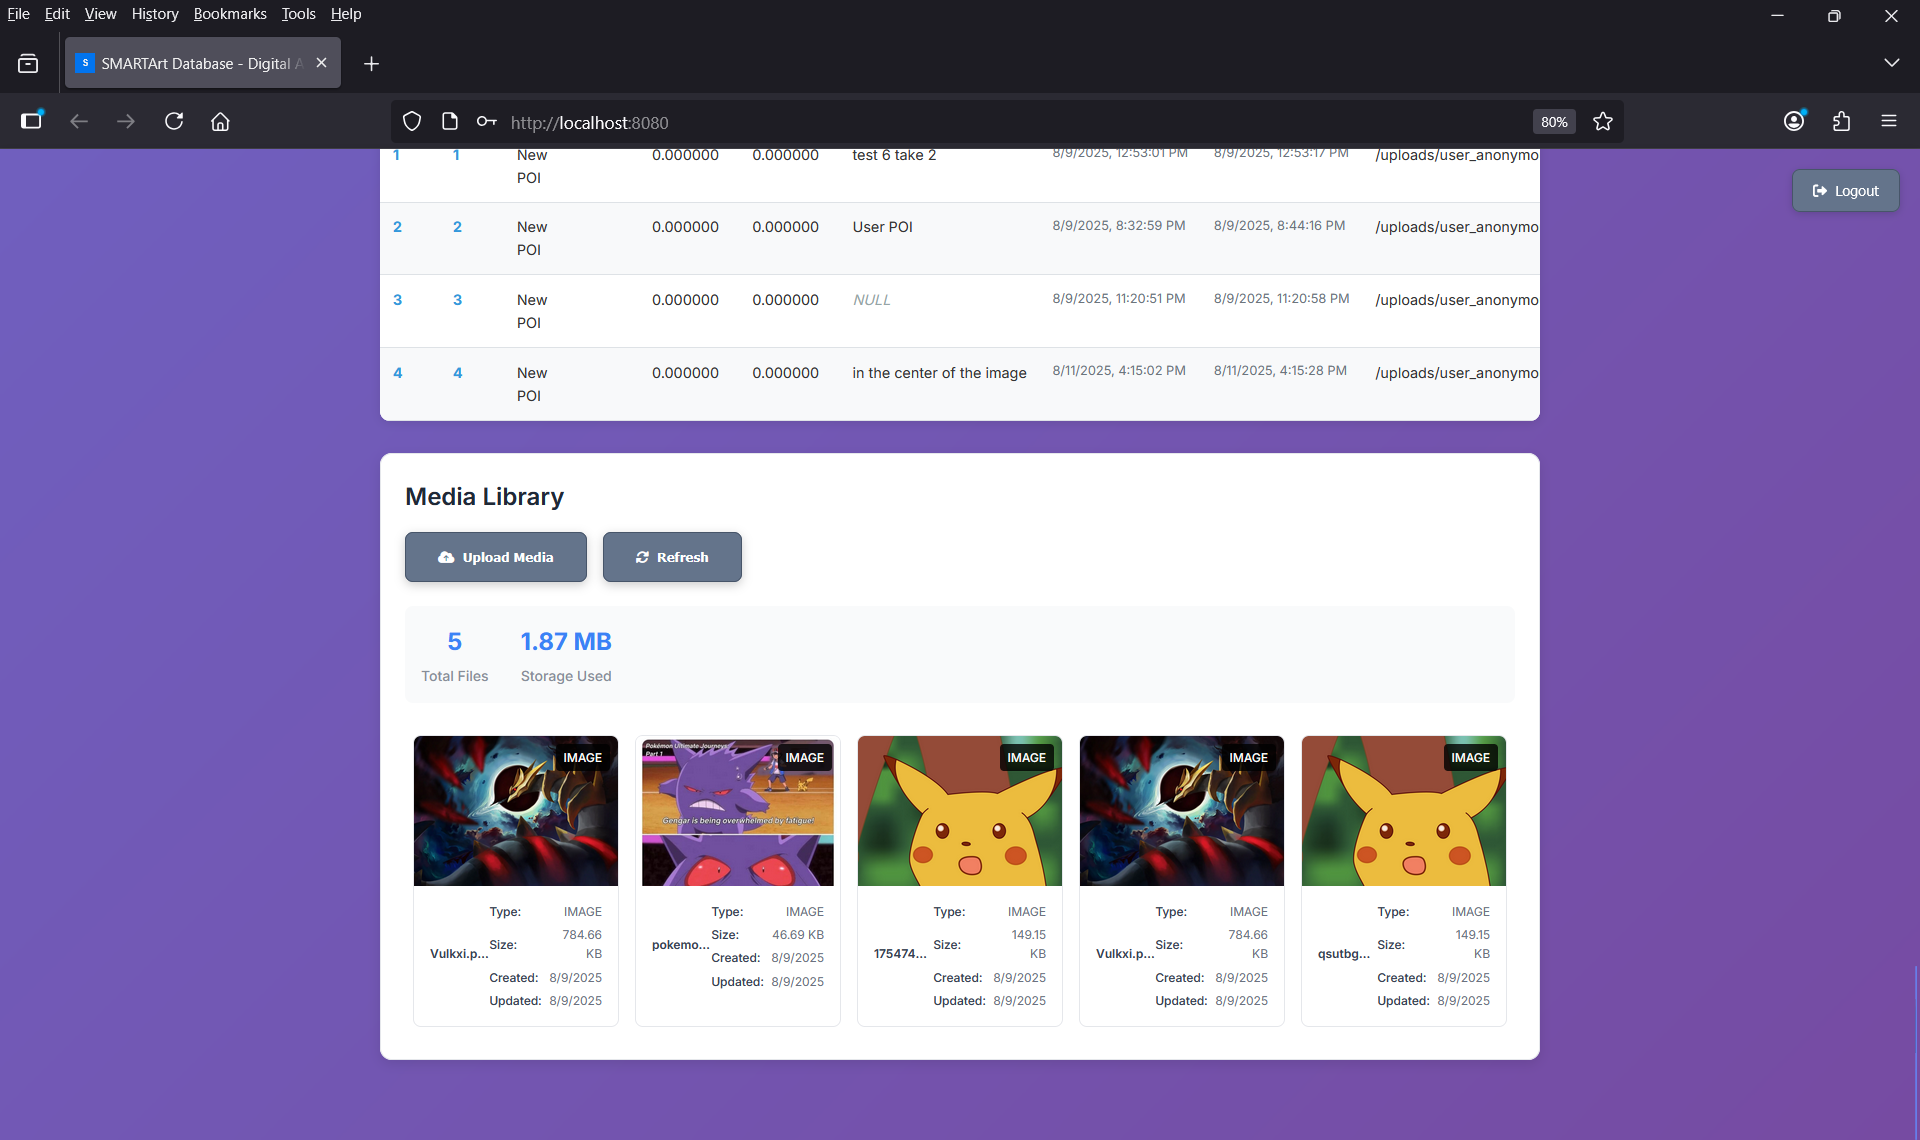 File Edit View History Bookmarks Tools Help
SMARTArt Database - Digital A
http://localhost:8080
80%
Logout
1 1 New POI 0.000000 0.000000 test 6 take 2 8/9/2025, 12:53:01 PM 8/9/2025, 12:53:17 PM /uploads/user_anonymo
2 2 New POI 0.000000 0.000000 User POI 8/9/2025, 8:32:59 PM 8/9/2025, 8:44:16 PM /uploads/user_anonymo
3 3 New POI 0.000000 0.000000 NULL 8/9/2025, 11:20:51 PM 8/9/2025, 11:20:58 PM /uploads/user_anonymo
4 4 New POI 0.000000 0.000000 in the center of the image 8/11/2025, 4:15:02 PM 8/11/2025, 4:15:28 PM /uploads/user_anonymo
Media Library
Upload Media
Refresh
5 1.87 MB
Total Files Storage Used
IMAGE
Vulkxi.p...
Type: IMAGE
Size: 784.66 KB
Created: 8/9/2025
Updated: 8/9/2025
Pokémon Ultimate Journeys
Part 1
IMAGE
Gengar is being overwhelmed by fatigue!
pokemo...
Type: IMAGE
Size: 46.69 KB
Created: 8/9/2025
Updated: 8/9/2025
IMAGE
175474...
Type: IMAGE
Size: 149.15 KB
Created: 8/9/2025
Updated: 8/9/2025
IMAGE
Vulkxi.p...
Type: IMAGE
Size: 784.66 KB
Created: 8/9/2025
Updated: 8/9/2025
IMAGE
qsutbg...
Type: IMAGE
Size: 149.15 KB
Created: 8/9/2025
Updated: 8/9/2025